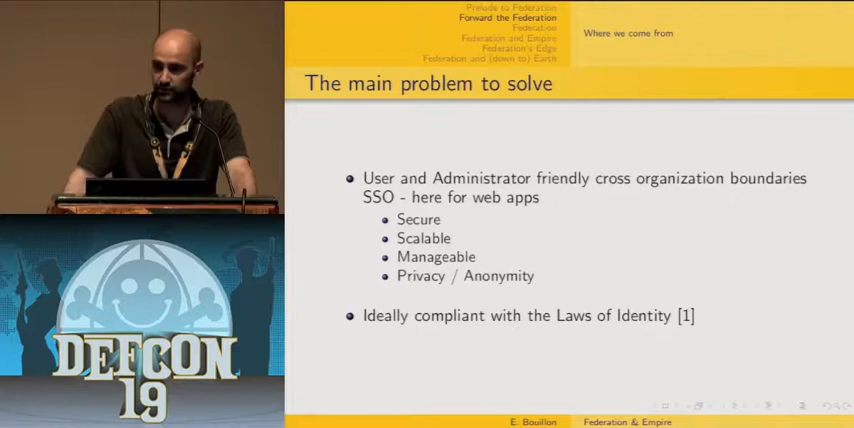 Prelude to Federation
Forward the Federation
Federation
Federation and Empire
Federation's Edge
Federation and (down to) Earth
Where we come from
The main problem to solve
User and Administrator friendly cross organization boundaries
SSO - here for web apps
Secure
Scalable
Manageable
Privacy / Anonymity
Ideally compliant with the Laws of Identity [1]
DEFCON
19
E. Bouillon
Federation & Empire